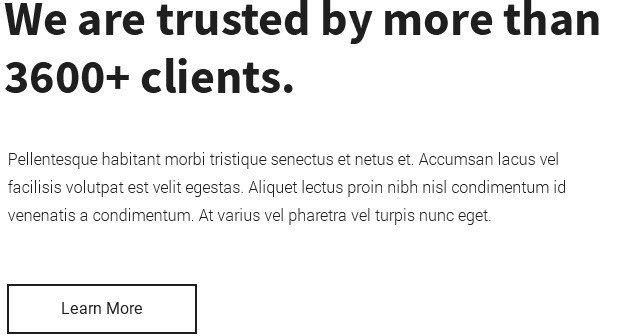 We are trusted by more than
3600+ clients.
Pellentesque habitant morbi tristique senectus et netus et. Accumsan lacus vel
facilisis volutpat est velit egestas. Aliquet lectus proin nibh nisl condimentum id
venenatis a condimentum. At varius vel pharetra vel turpis nunc eget.
Learn More